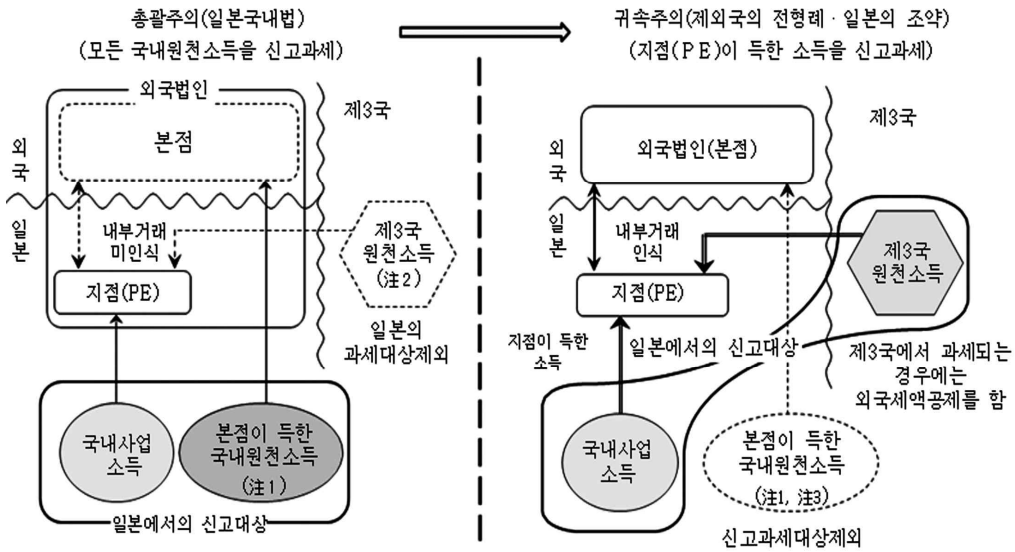 총괄주의(일본국내법)
(모든 국내원천소득을 신고과세)
외국법인
본점
제3국
외국
일본
내부거래
미인식
제3국
원천소득
(注2)
지점(PE)
일본의
과세대상제외
국내사업
소득
본점이 득한
국내원천소득
(注1)
일본에서의 신고대상
귀속주의(제외국의 전형례·일본의 조약)
(지점(PE)이 득한 소득을 신고과세)
제3국
외국법인(본점)
외국
일본
내부거래
인식
제3국
원천소득
지점(PE)
지점이 득한
소득
일본에서의 신고대상
제3국에서 과세되는
경우에는
외국세액공제를 함
국내사업
소득
본점이 득한
국내원천소득
(注1, 注3)
신고과세대상제외